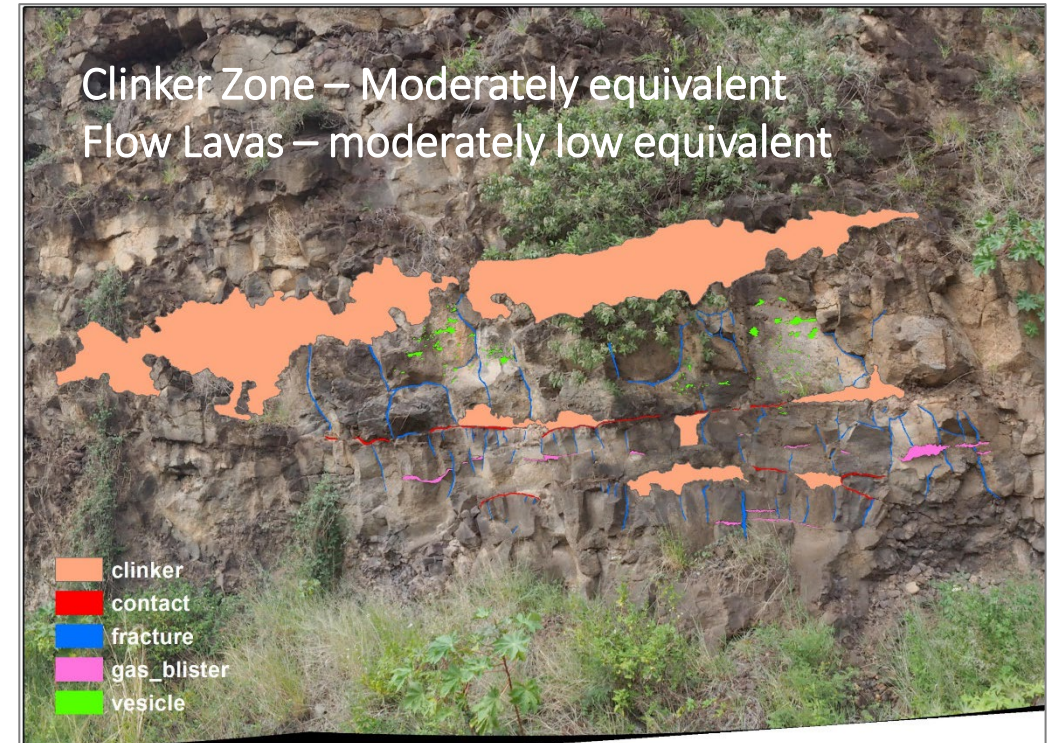 Clinker Zone – Moderately equivalent
Flow Lavas – moderately low equivalent
clinker
contact
fracture
gas_blister
vesicle